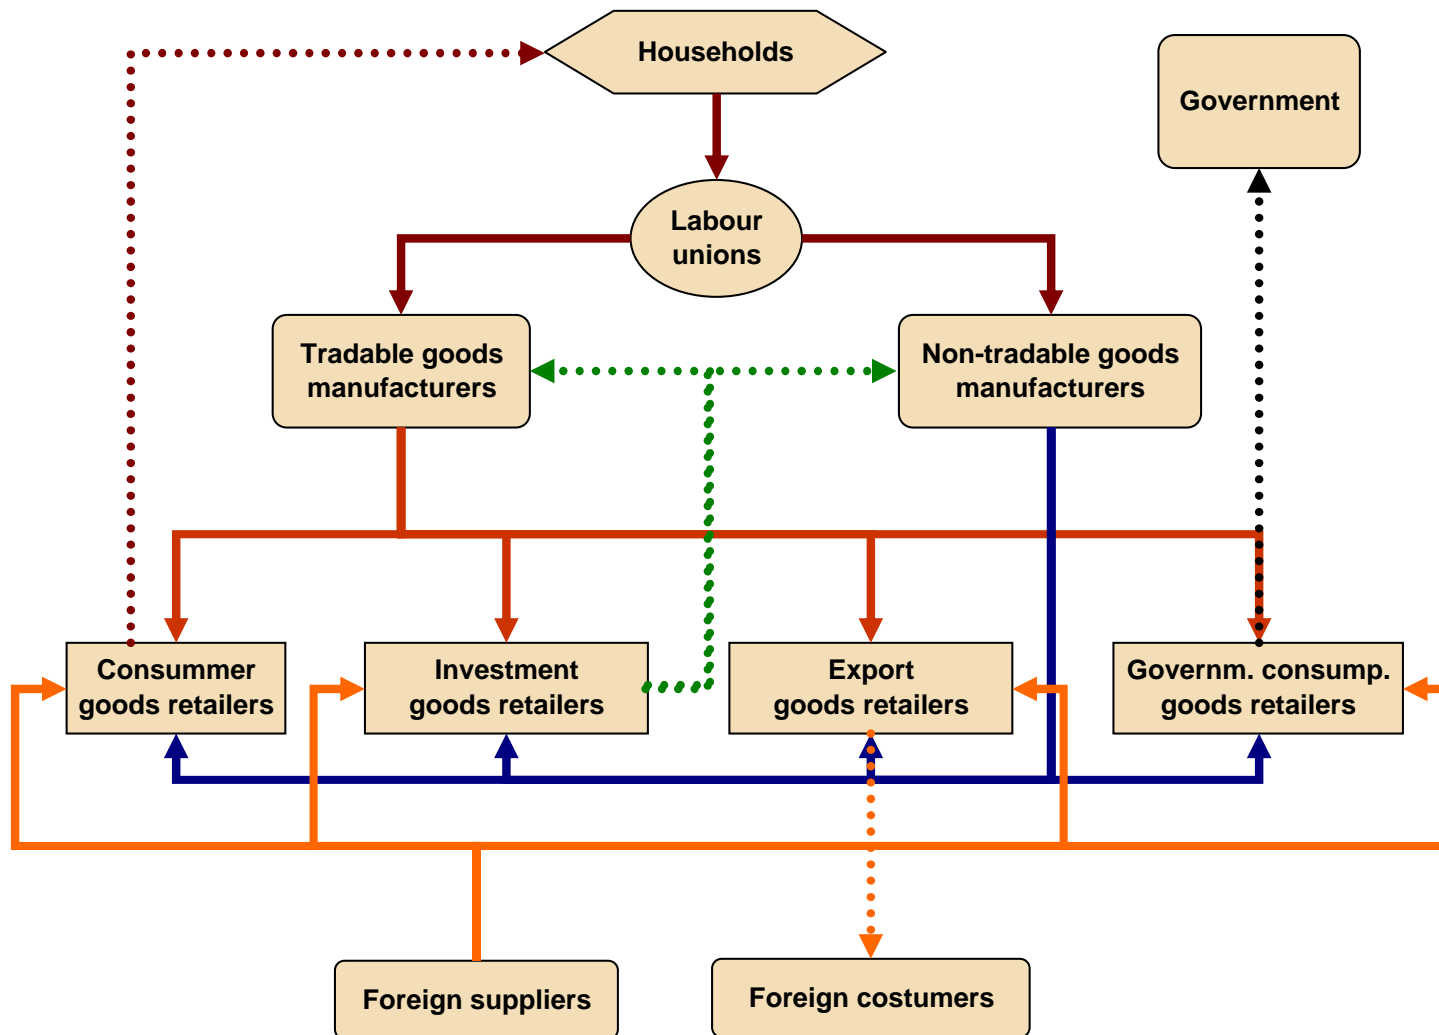 Households
Government
Labour
unions
Tradable goods
manufacturers
Non-tradable goods
manufacturers
Consummer
goods retailers
Investment
goods retailers
Export
goods retailers
Governm. consump.
goods retailers
Foreign suppliers
Foreign costumers